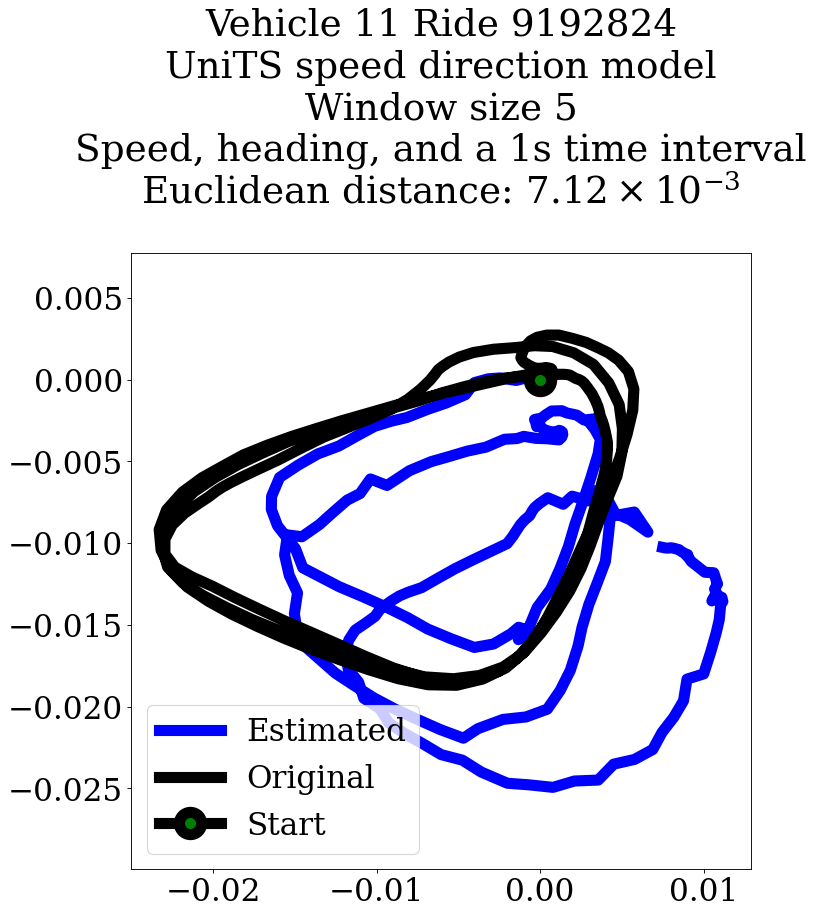 Vehicle 11 Ride 9192824
UniTS speed direction model
Window size 5
Speed, heading, and a 1s time interval
Euclidean distance: 7.12 × 10⁻³
0.005
0.000
−0.005
−0.010
−0.015
−0.020
−0.025
Estimated
Original
Start
−0.02 −0.01 0.00 0.01